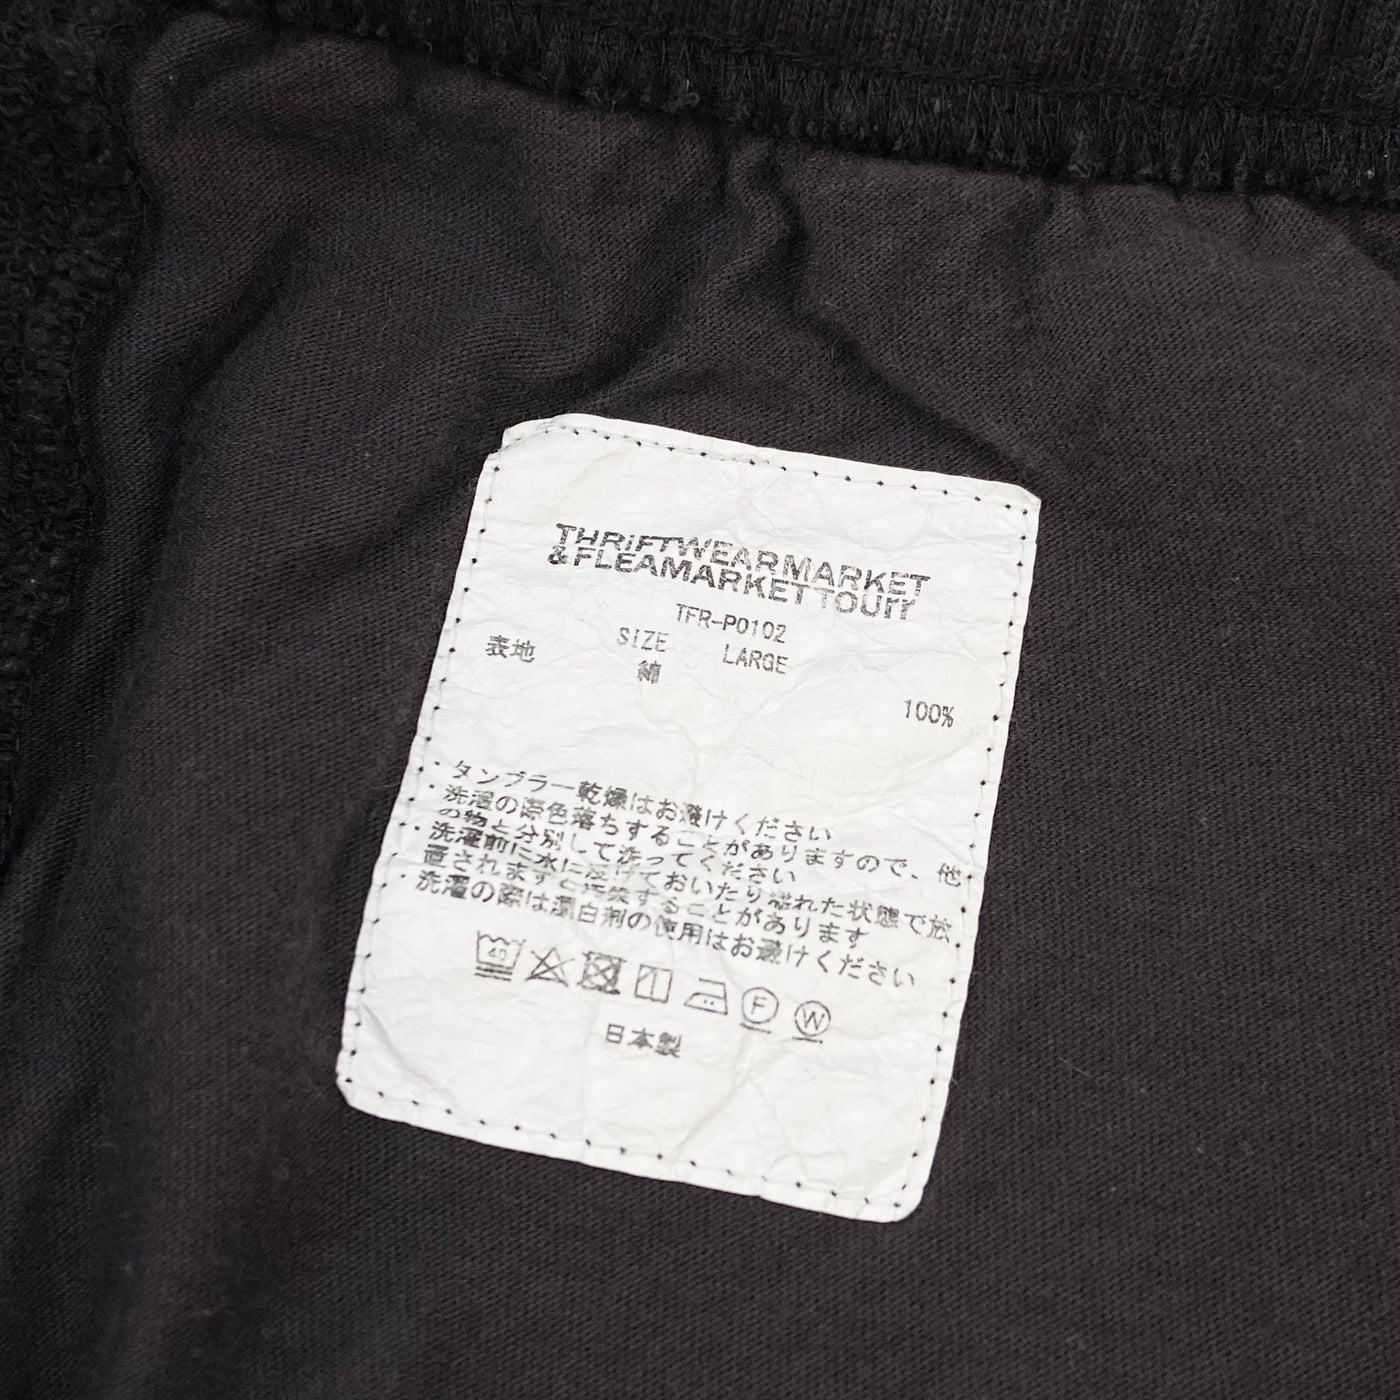 THRiFTWEARMARKET
&FLEAMARKETTOUrr
TFR-P0102
SIZE LARGE
表地 綿 100%
・タンブラー乾燥はお避けください
・洗濯の際色落ちすることがありますので、他
の物と分別して洗ってください
・洗濯前に水に浸けておいたり濡れた状態で放
置されますと移染することがあります
・洗濯の際は漂白剤の使用はお避けください
40
F
W
日本製